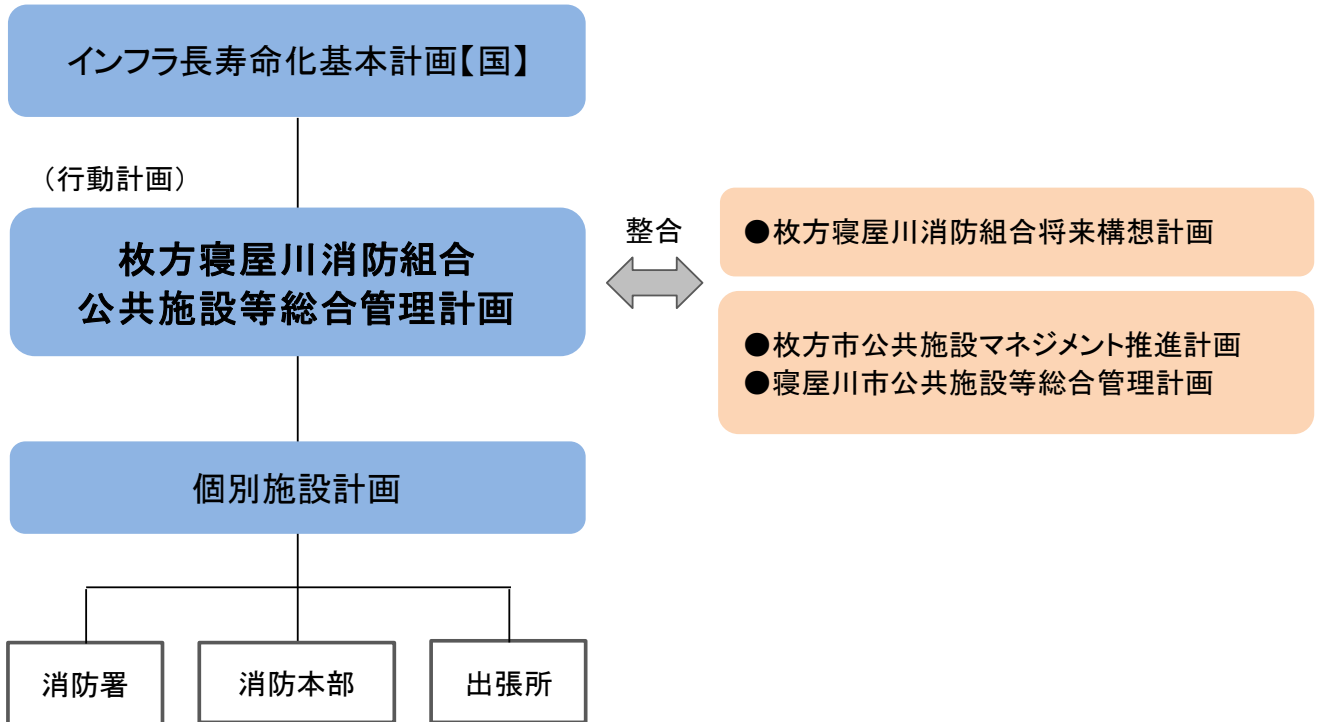 インフラ長寿命化基本計画【国】
（行動計画）
枚方寝屋川消防組合
公共施設等総合管理計画
整合
●枚方寝屋川消防組合将来構想計画
●枚方市公共施設マネジメント推進計画
●寝屋川市公共施設等総合管理計画
個別施設計画
消防署
消防本部
出張所